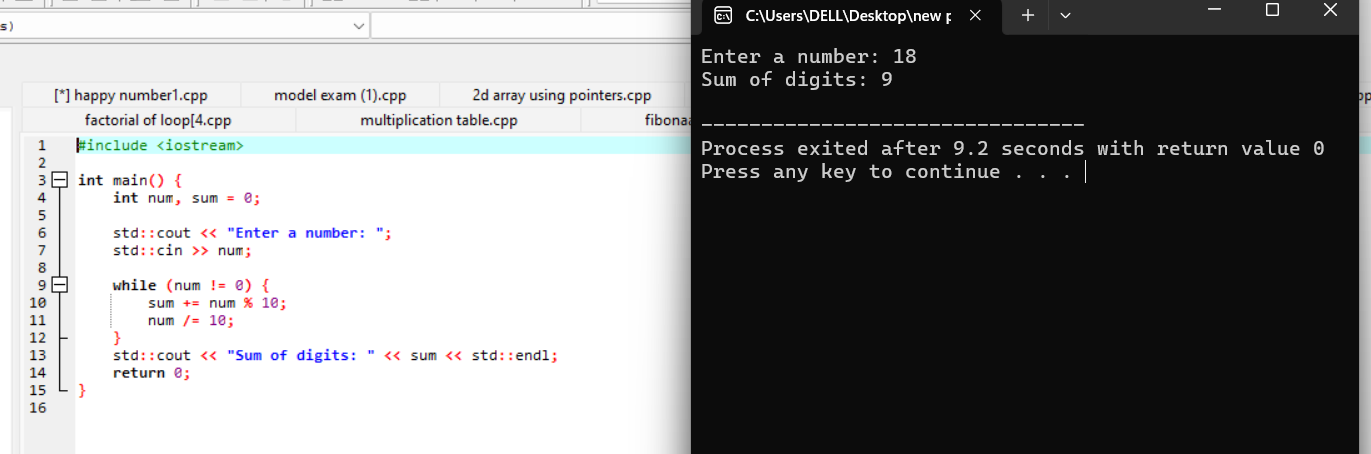 s)
[*] happy number1.cpp model exam (1).cpp 2d array using pointers.cpp
factorial of loop[4.cpp multiplication table.cpp fibona
1 #include <iostream>
2
3 int main() {
4 int num, sum = 0;
5
6 std::cout << "Enter a number: ";
7 std::cin >> num;
8
9 while (num != 0) {
10 sum += num % 10;
11 num /= 10;
12 }
13 std::cout << "Sum of digits: " << sum << std::endl;
14 return 0;
15 }
16
C:\Users\DELL\Desktop\new p
Enter a number: 18
Sum of digits: 9
--------------------------------
Process exited after 9.2 seconds with return value 0
Press any key to continue . . .